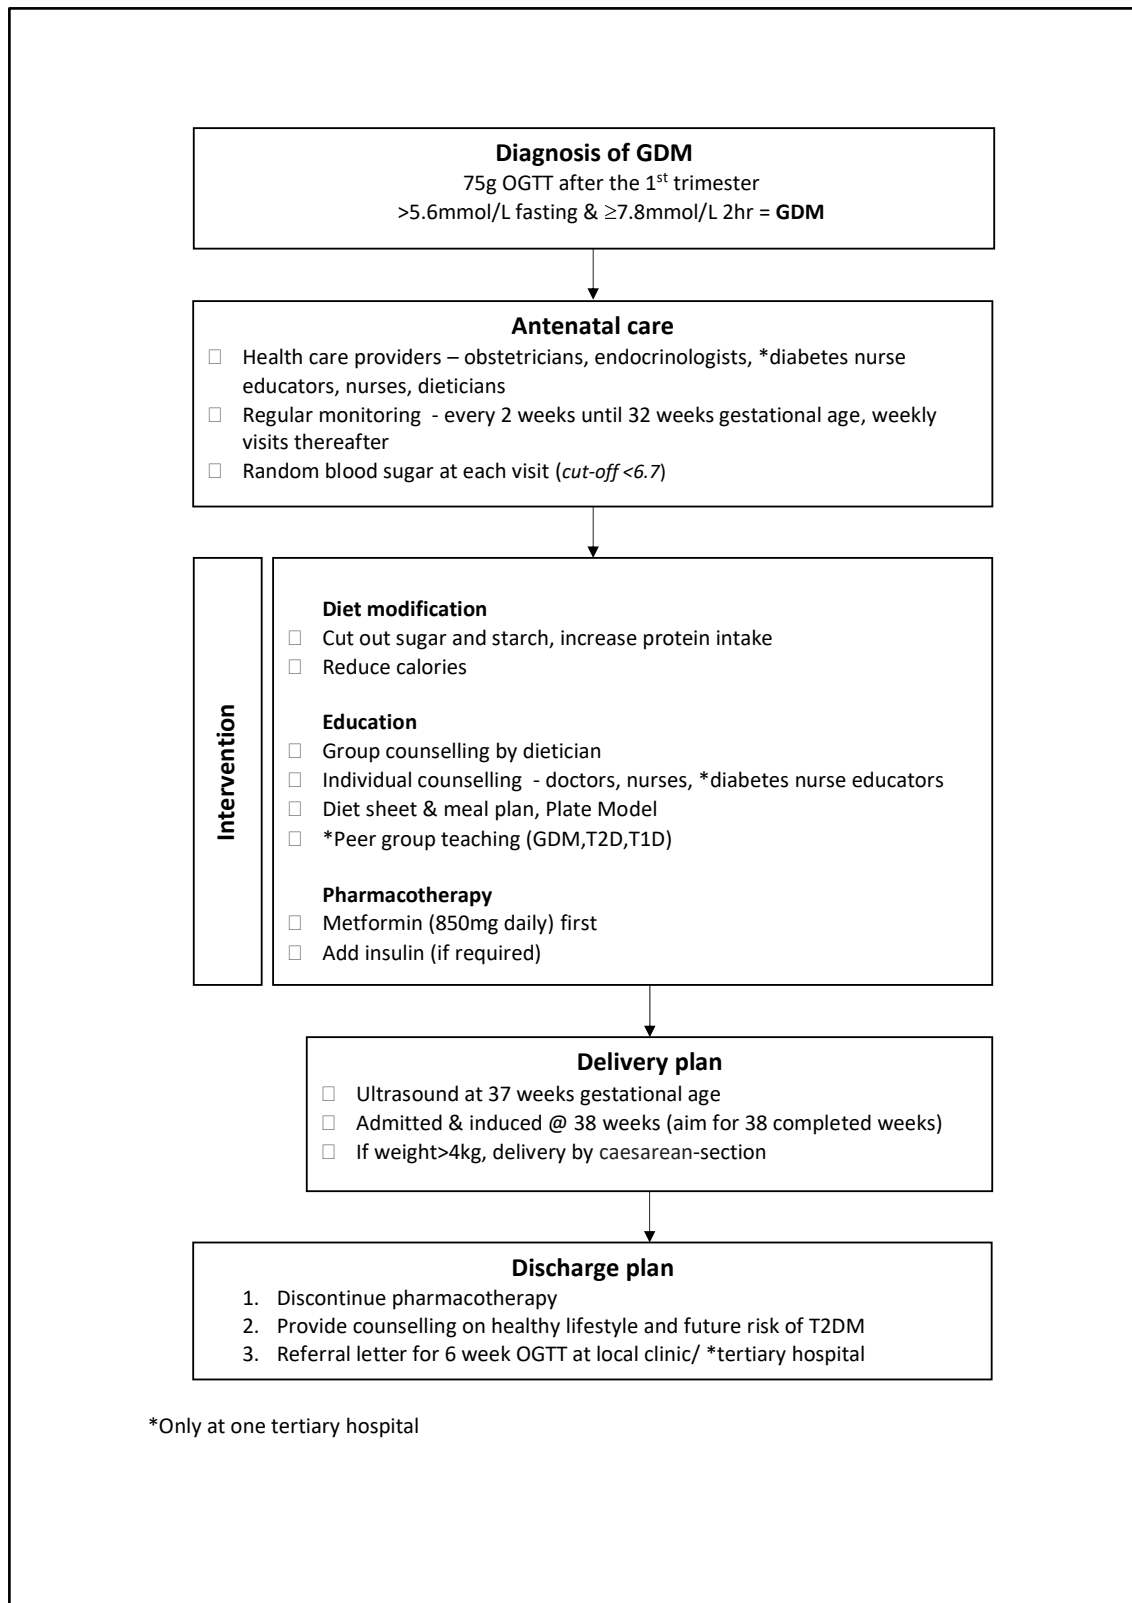 Diagnosis of GDM
75g OGTT after the 1st trimester
>5.6mmol/L fasting & ≥7.8mmol/L 2hr = GDM
Antenatal care
☐ Health care providers – obstetricians, endocrinologists, *diabetes nurse
educators, nurses, dieticians
☐ Regular monitoring - every 2 weeks until 32 weeks gestational age, weekly
visits thereafter
☐ Random blood sugar at each visit (cut-off <6.7)
Intervention
Diet modification
☐ Cut out sugar and starch, increase protein intake
☐ Reduce calories
Education
☐ Group counselling by dietician
☐ Individual counselling - doctors, nurses, *diabetes nurse educators
☐ Diet sheet & meal plan, Plate Model
☐ *Peer group teaching (GDM,T2D,T1D)
Pharmacotherapy
☐ Metformin (850mg daily) first
☐ Add insulin (if required)
Delivery plan
☐ Ultrasound at 37 weeks gestational age
☐ Admitted & induced @ 38 weeks (aim for 38 completed weeks)
☐ If weight>4kg, delivery by caesarean-section
Discharge plan
1. Discontinue pharmacotherapy
2. Provide counselling on healthy lifestyle and future risk of T2DM
3. Referral letter for 6 week OGTT at local clinic/ *tertiary hospital
*Only at one tertiary hospital